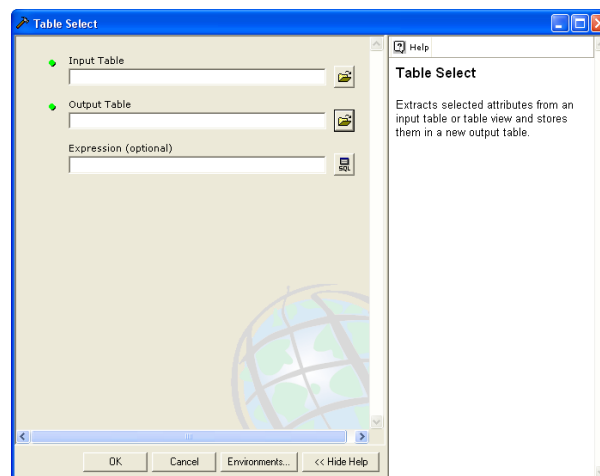 Table Select
Input Table
Output Table
Expression (optional)
SQL
OK
Cancel
Environments...
<< Hide Help
Help
Table Select
Extracts selected attributes from an
input table or table view and stores
them in a new output table.